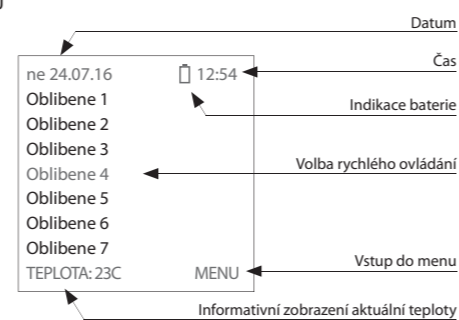 Datum
ne 24.07.16 12:54
Čas
Oblibene 1
Indikace baterie
Oblibene 2
Oblibene 3
Oblibene 4
Volba rychlého ovládání
Oblibene 5
Oblibene 6
Oblibene 7
TEPLOTA: 23C MENU
Vstup do menu
Informativní zobrazení aktuální teploty